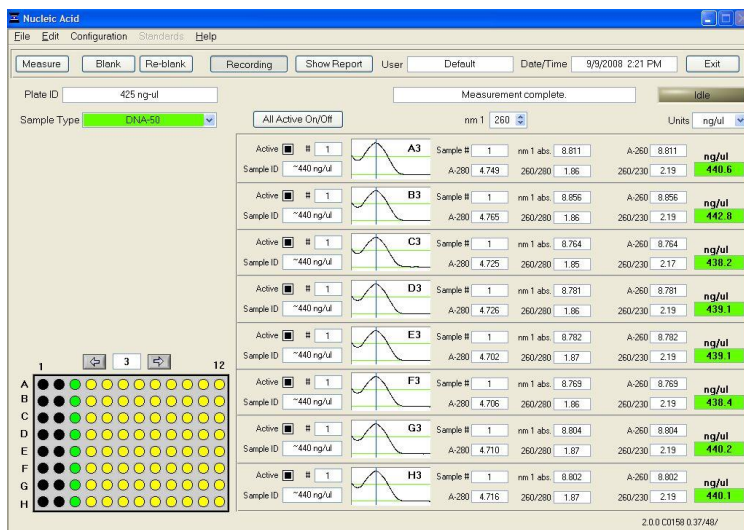 Nucleic Acid
File Edit Configuration Standards Help
Measure Blank Re-blank Recording Show Report User Default Date/Time 9/9/2008 2:21 PM Exit
Plate ID 425 ng-ul Measurement complete. Idle
Sample Type DNA-50 All Active On/Off nm 1 260 Units ng/ul
Active # 1 A3 Sample # 1 nm 1 abs. 8.811 A-260 8.811 ng/ul
Sample ID ~440 ng/ul A-280 4.749 260/280 1.86 260/230 2.19 440.6
Active # 1 B3 Sample # 1 nm 1 abs. 8.856 A-260 8.856 ng/ul
Sample ID ~440 ng/ul A-280 4.765 260/280 1.86 260/230 2.19 442.8
Active # 1 C3 Sample # 1 nm 1 abs. 8.764 A-260 8.764 ng/ul
Sample ID ~440 ng/ul A-280 4.725 260/280 1.85 260/230 2.17 438.2
Active # 1 D3 Sample # 1 nm 1 abs. 8.781 A-260 8.781 ng/ul
Sample ID ~440 ng/ul A-280 4.726 260/280 1.86 260/230 2.19 439.1
Active # 1 E3 Sample # 1 nm 1 abs. 8.782 A-260 8.782 ng/ul
Sample ID ~440 ng/ul A-280 4.702 260/280 1.87 260/230 2.19 439.1
Active # 1 F3 Sample # 1 nm 1 abs. 8.769 A-260 8.769 ng/ul
Sample ID ~440 ng/ul A-280 4.706 260/280 1.86 260/230 2.19 438.4
Active # 1 G3 Sample # 1 nm 1 abs. 8.804 A-260 8.804 ng/ul
Sample ID ~440 ng/ul A-280 4.710 260/280 1.87 260/230 2.19 440.2
Active # 1 H3 Sample # 1 nm 1 abs. 8.802 A-260 8.802 ng/ul
Sample ID ~440 ng/ul A-280 4.716 260/280 1.87 260/230 2.19 440.1
1 3 12
A
B
C
D
E
F
G
H
2.0.0 C0158 0.37/48/